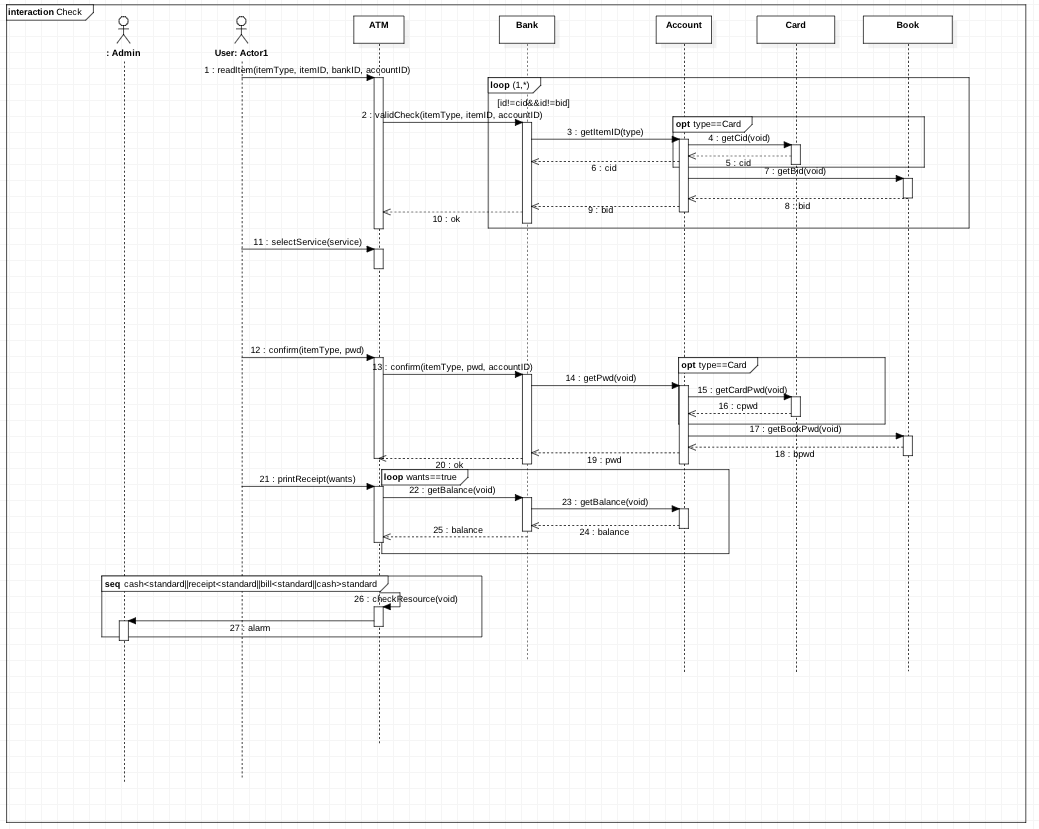 interaction Check
: Admin
User: Actor1
ATM
Bank
Account
Card
Book
1 : readItem(itemType, itemID, bankID, accountID)
loop (1,*)
[id!=cid&&id!=bid]
2 : validCheck(itemType, itemID, accountID)
opt type==Card
3 : getItemID(type)
4 : getCid(void)
5 : cid
6 : cid
7 : getBid(void)
8 : bid
9 : bid
10 : ok
11 : selectService(service)
12 : confirm(itemType, pwd)
13 : confirm(itemType, pwd, accountID)
opt type==Card
14 : getPwd(void)
15 : getCardPwd(void)
16 : cpwd
17 : getBookPwd(void)
18 : bpwd
19 : pwd
20 : ok
loop wants==true
21 : printReceipt(wants)
22 : getBalance(void)
23 : getBalance(void)
24 : balance
25 : balance
seq cash<standard||receipt<standard||bill<standard||cash>standard
26 : checkResource(void)
27 : alarm